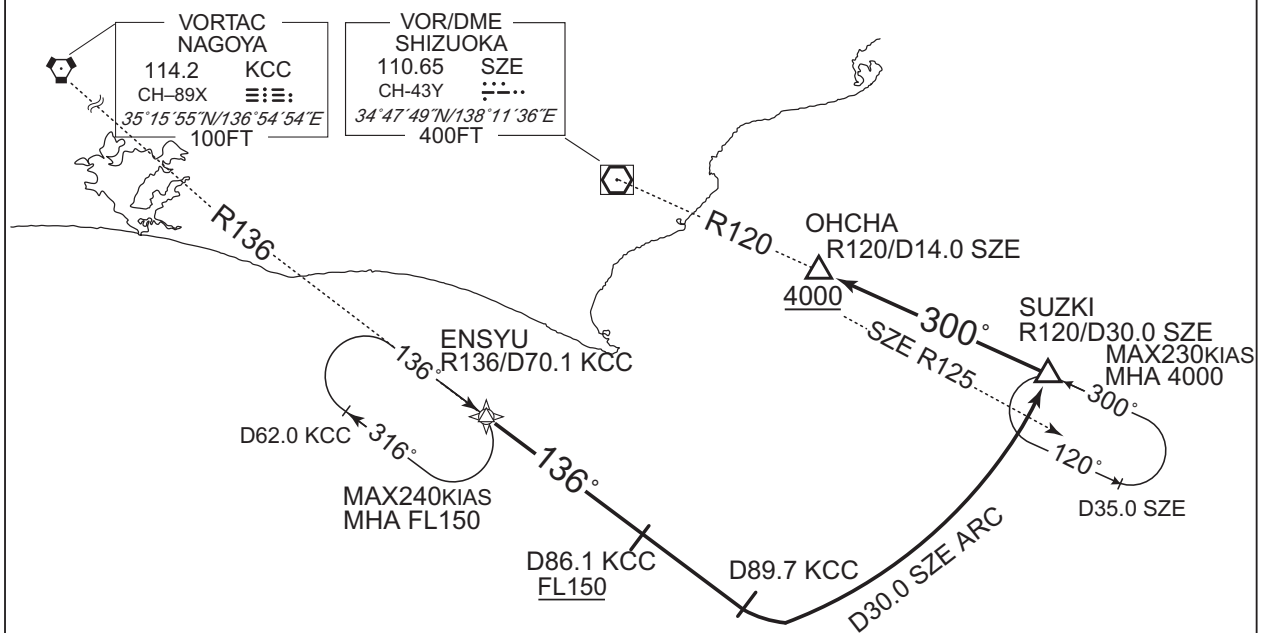 VORTAC
NAGOYA
114.2 KCC
CH–89X
35°15´55˝N/136°54´54˝E
100FT
VOR/DME
SHIZUOKA
110.65 SZE
CH-43Y
34°47´49˝N/138°11´36˝E
400FT
R136
R120
OHCHA
R120/D14.0 SZE
4000
300°
SZE R125
SUZKI
R120/D30.0 SZE
MAX230KIAS
MHA 4000
300°
120°
D35.0 SZE
ENSYU
R136/D70.1 KCC
136°
D62.0 KCC
316°
MAX240KIAS
MHA FL150
136°
D86.1 KCC
FL150
D89.7 KCC
D30.0 SZE ARC